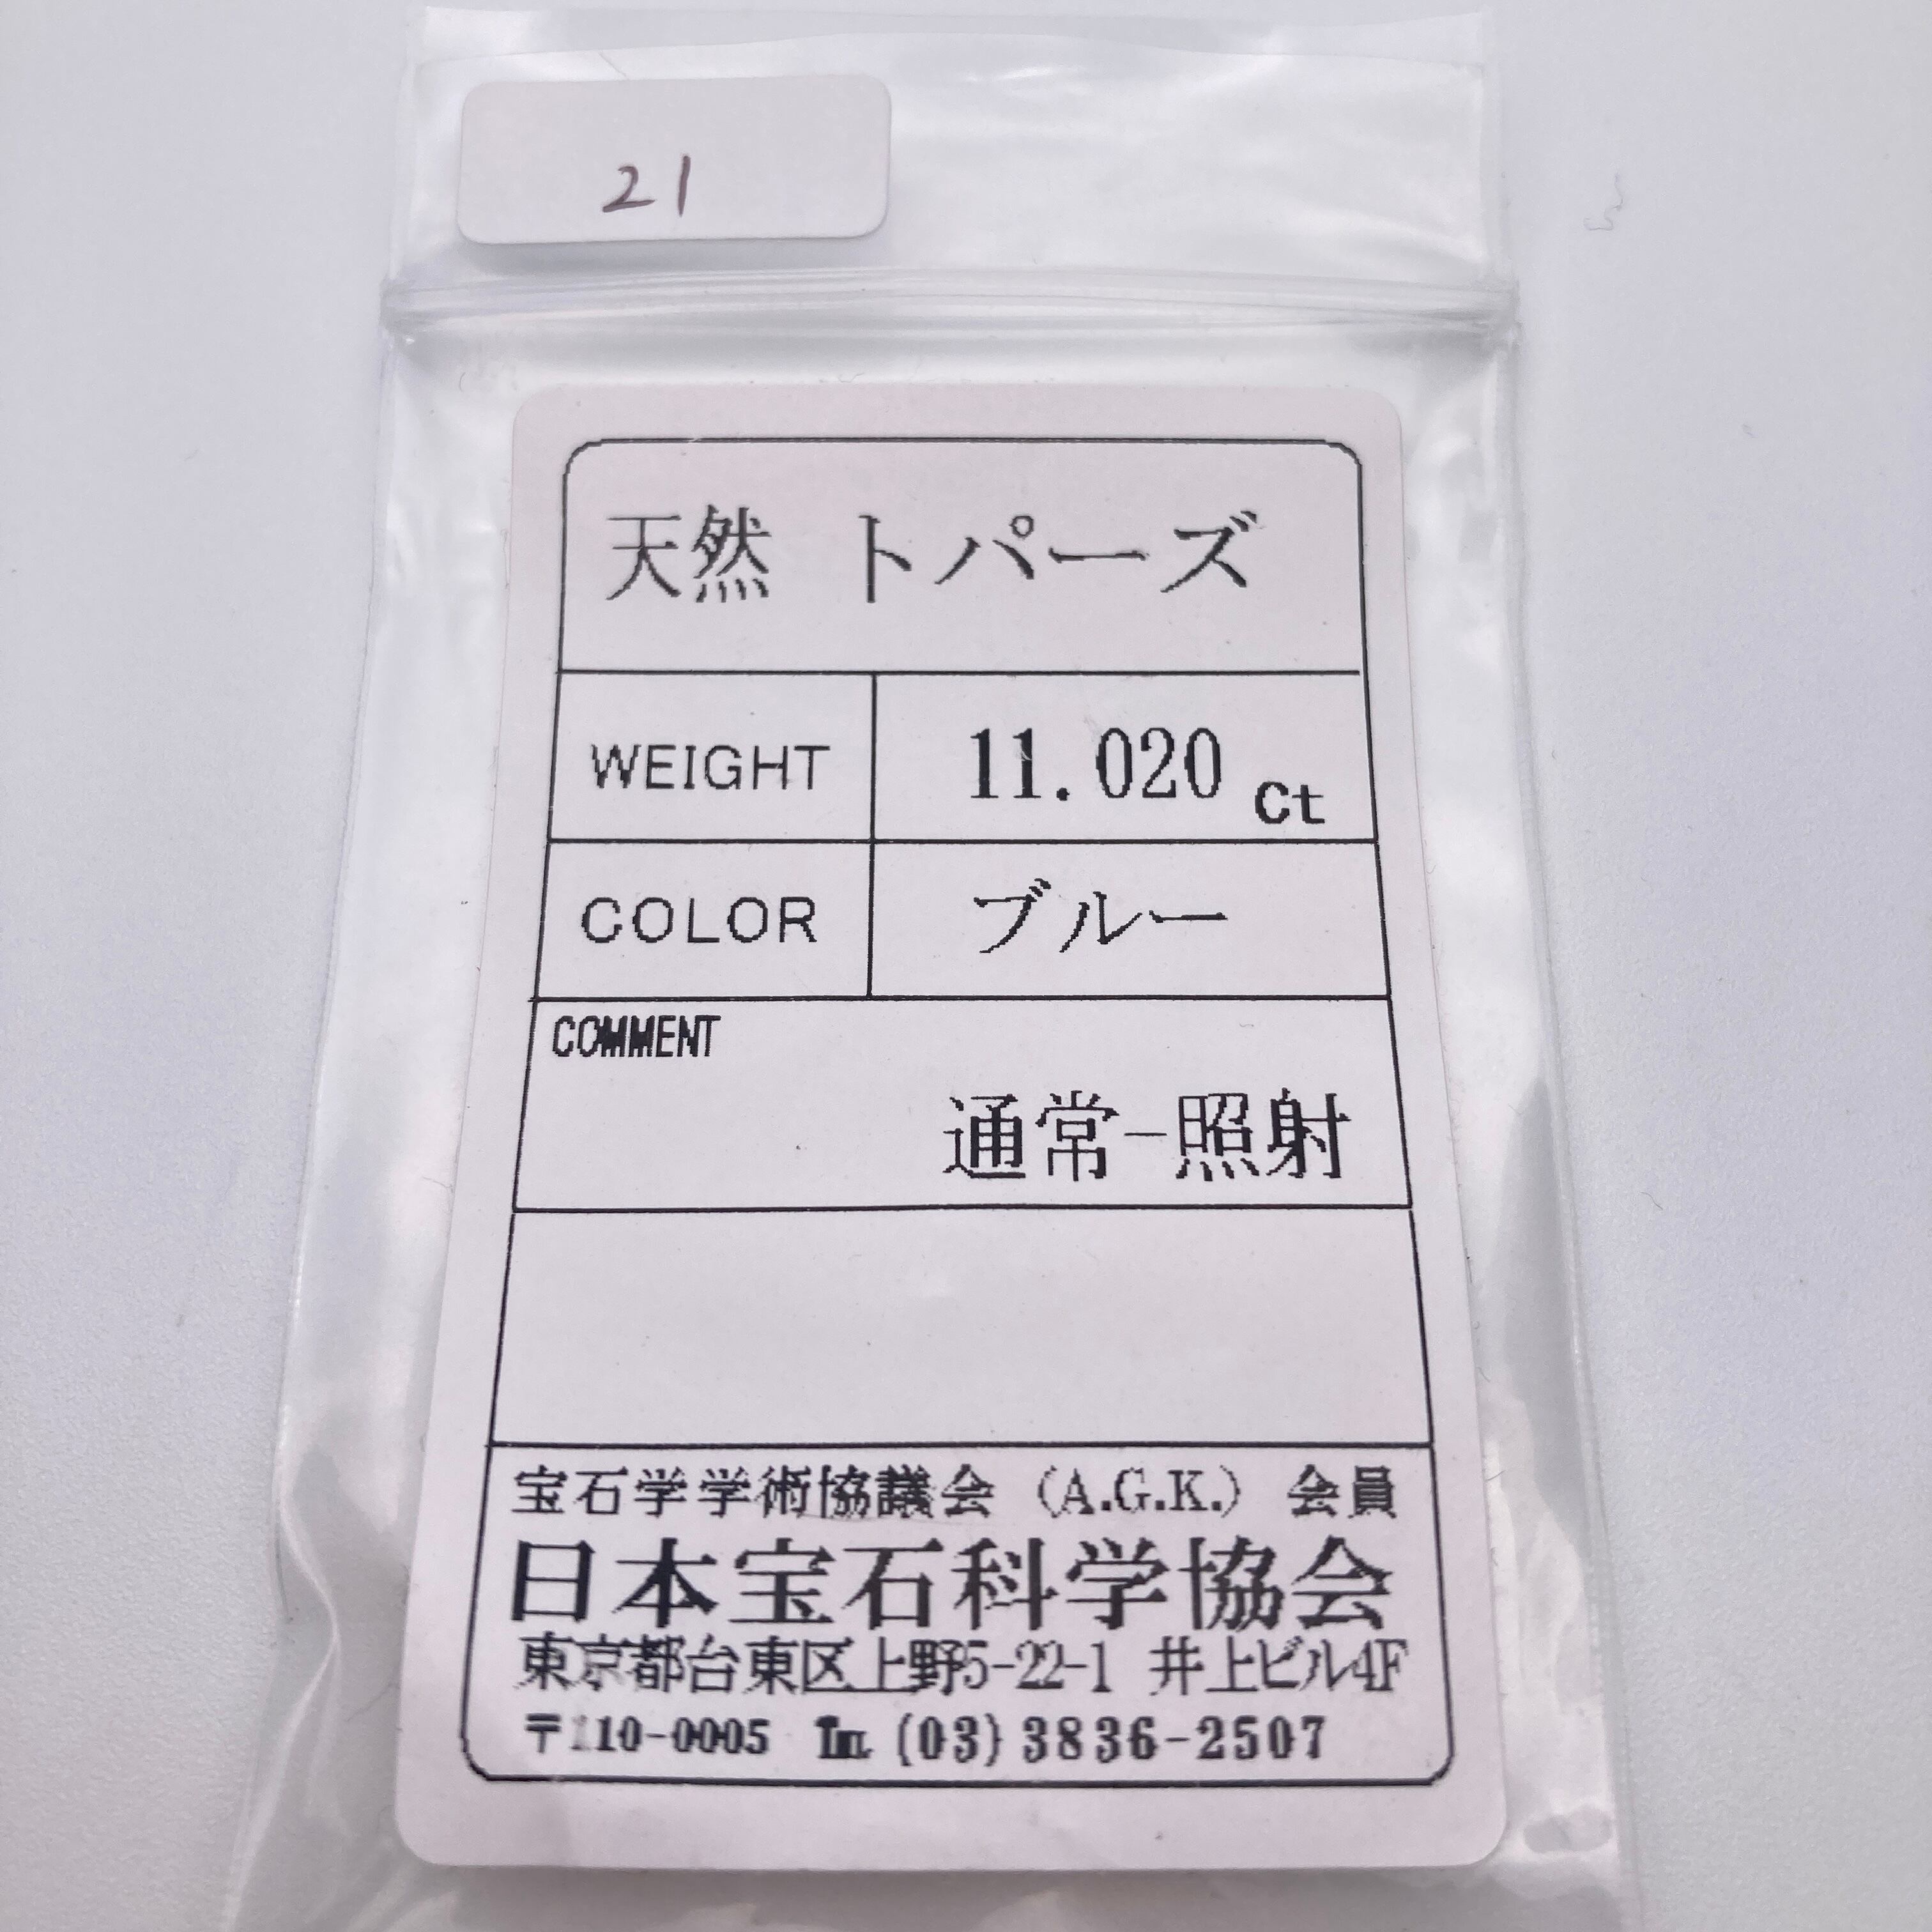 21
天然 トパーズ
WEIGHT 11.020 ct
COLOR ブルー
COMMENT
通常-照射
宝石学学術協議会 (A.G.K.) 会員
日本宝石科学協会
東京都台東区上野5-22-1 井上ビル4F
〒110-0005 ℡ (03) 3836-2507